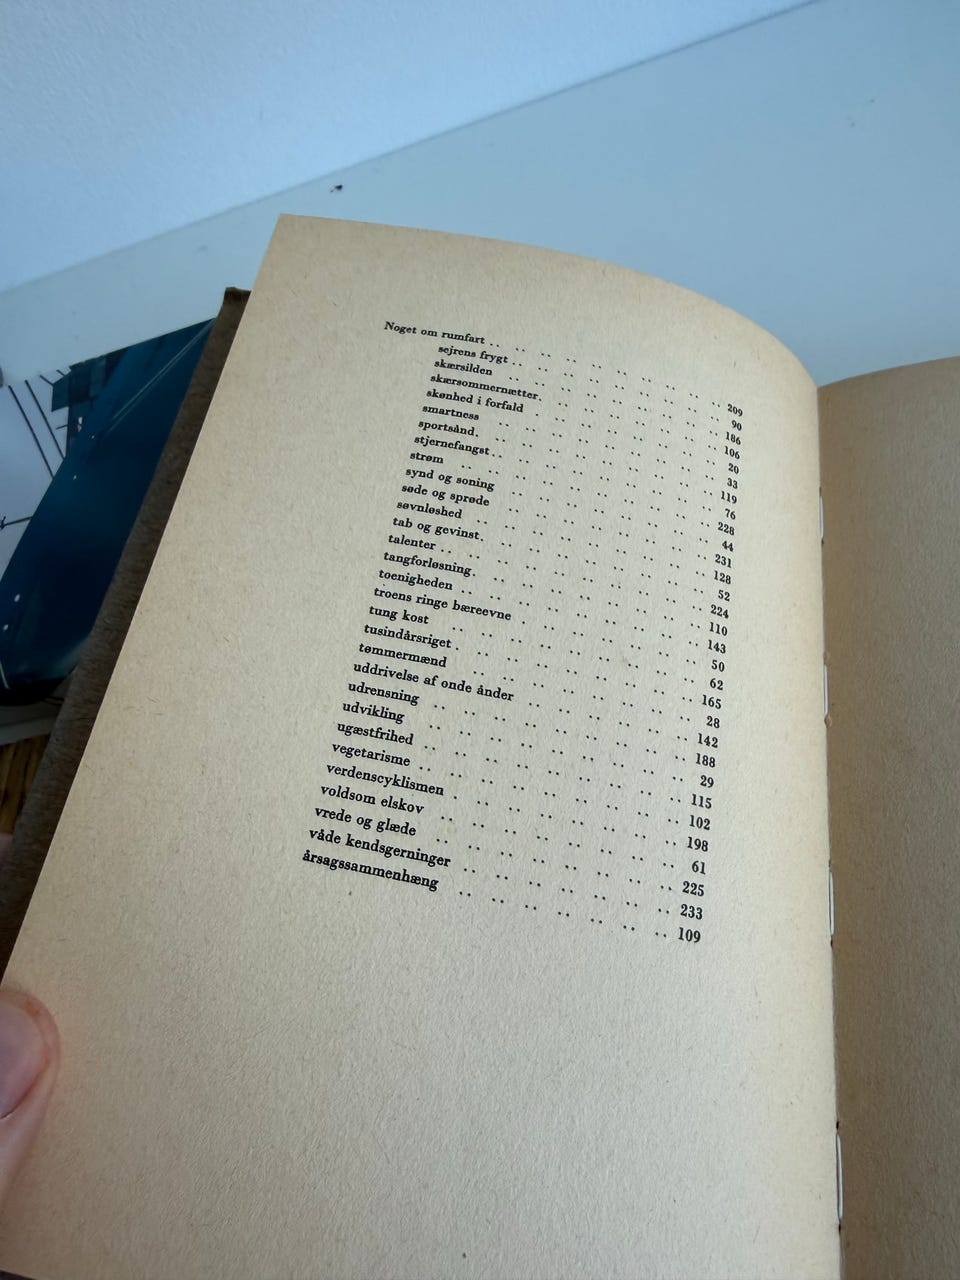 Noget om rumfart .. .. .. .. .. .. .. .. 209
sejrens frygt .. .. .. .. .. .. .. .. 90
skærsilden .. .. .. .. .. .. .. .. 186
skærsommernætter. .. .. .. .. .. .. 106
skønhed i forfald . .. .. .. .. .. .. 20
smartness .. .. .. .. .. .. .. .. 33
sportsånd. .. .. .. .. .. .. .. .. 119
stjernefangst .. .. .. .. .. .. .. .. 76
strøm .. .. .. .. .. .. .. .. .. 228
synd og soning .. .. .. .. .. .. .. 44
søde og sprøde .. .. .. .. .. .. .. 231
søvnløshed .. .. .. .. .. .. .. .. 128
tab og gevinst. .. .. .. .. .. .. .. 52
talenter .. .. .. .. .. .. .. .. .. 224
tangforløsning. .. .. .. .. .. .. .. 110
toenigheden .. .. .. .. .. .. .. .. 143
troens ringe bæreevne . .. .. .. .. .. 50
tung kost .. .. .. .. .. .. .. .. 62
tusindårsriget . .. .. .. .. .. .. .. 165
tømmermænd .. .. .. .. .. .. .. .. 28
uddrivelse af onde ånder .. .. .. .. .. 142
udrensning .. .. .. .. .. .. .. .. 188
udvikling .. .. .. .. .. .. .. .. 29
ugæstfrihed .. .. .. .. .. .. .. .. 115
vegetarisme .. .. .. .. .. .. .. .. 102
verdenscyklismen . .. .. .. .. .. .. 198
voldsom elskov .. .. .. .. .. .. .. 61
vrede og glæde .. .. .. .. .. .. .. 225
våde kendsgerninger .. .. .. .. .. .. 233
årsagssammenhæng .. .. .. .. .. .. .. 109